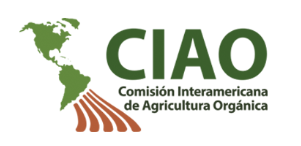 CIAO
Comisión Interamericana
de Agricultura Orgánica